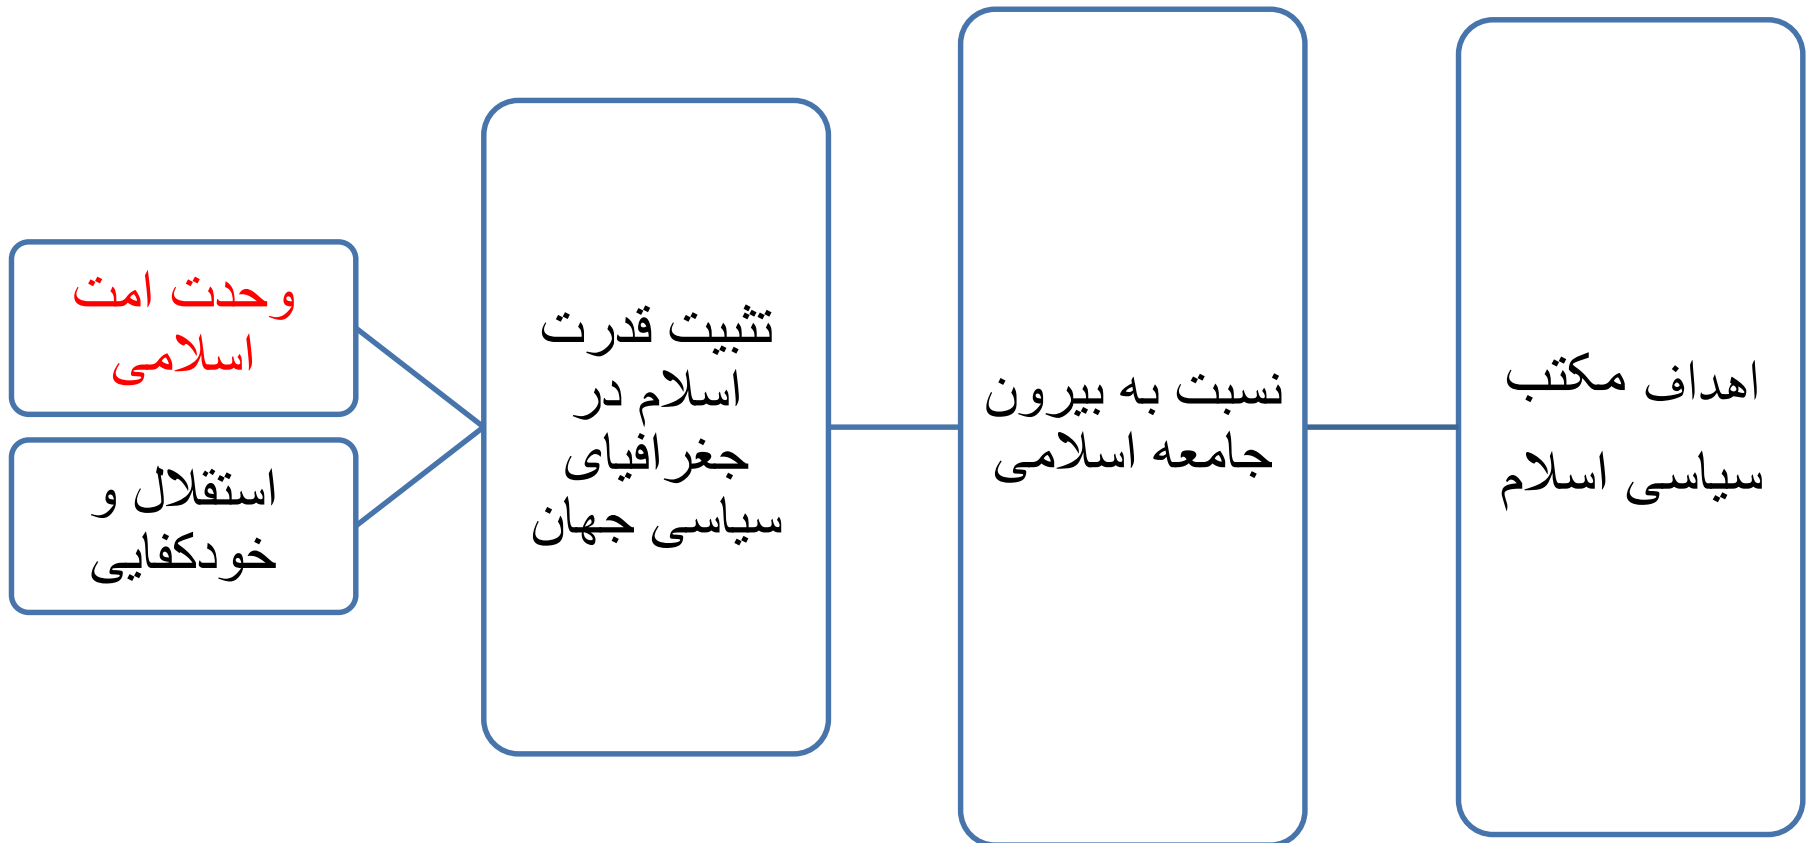 اهداف مکتب
سیاسی اسلام
نسبت به بیرون
جامعه اسلامی
تثبیت قدرت
اسلام در
جغرافیای
سیاسی جهان
وحدت امت
اسلامی
استقلال و
خودکفایی